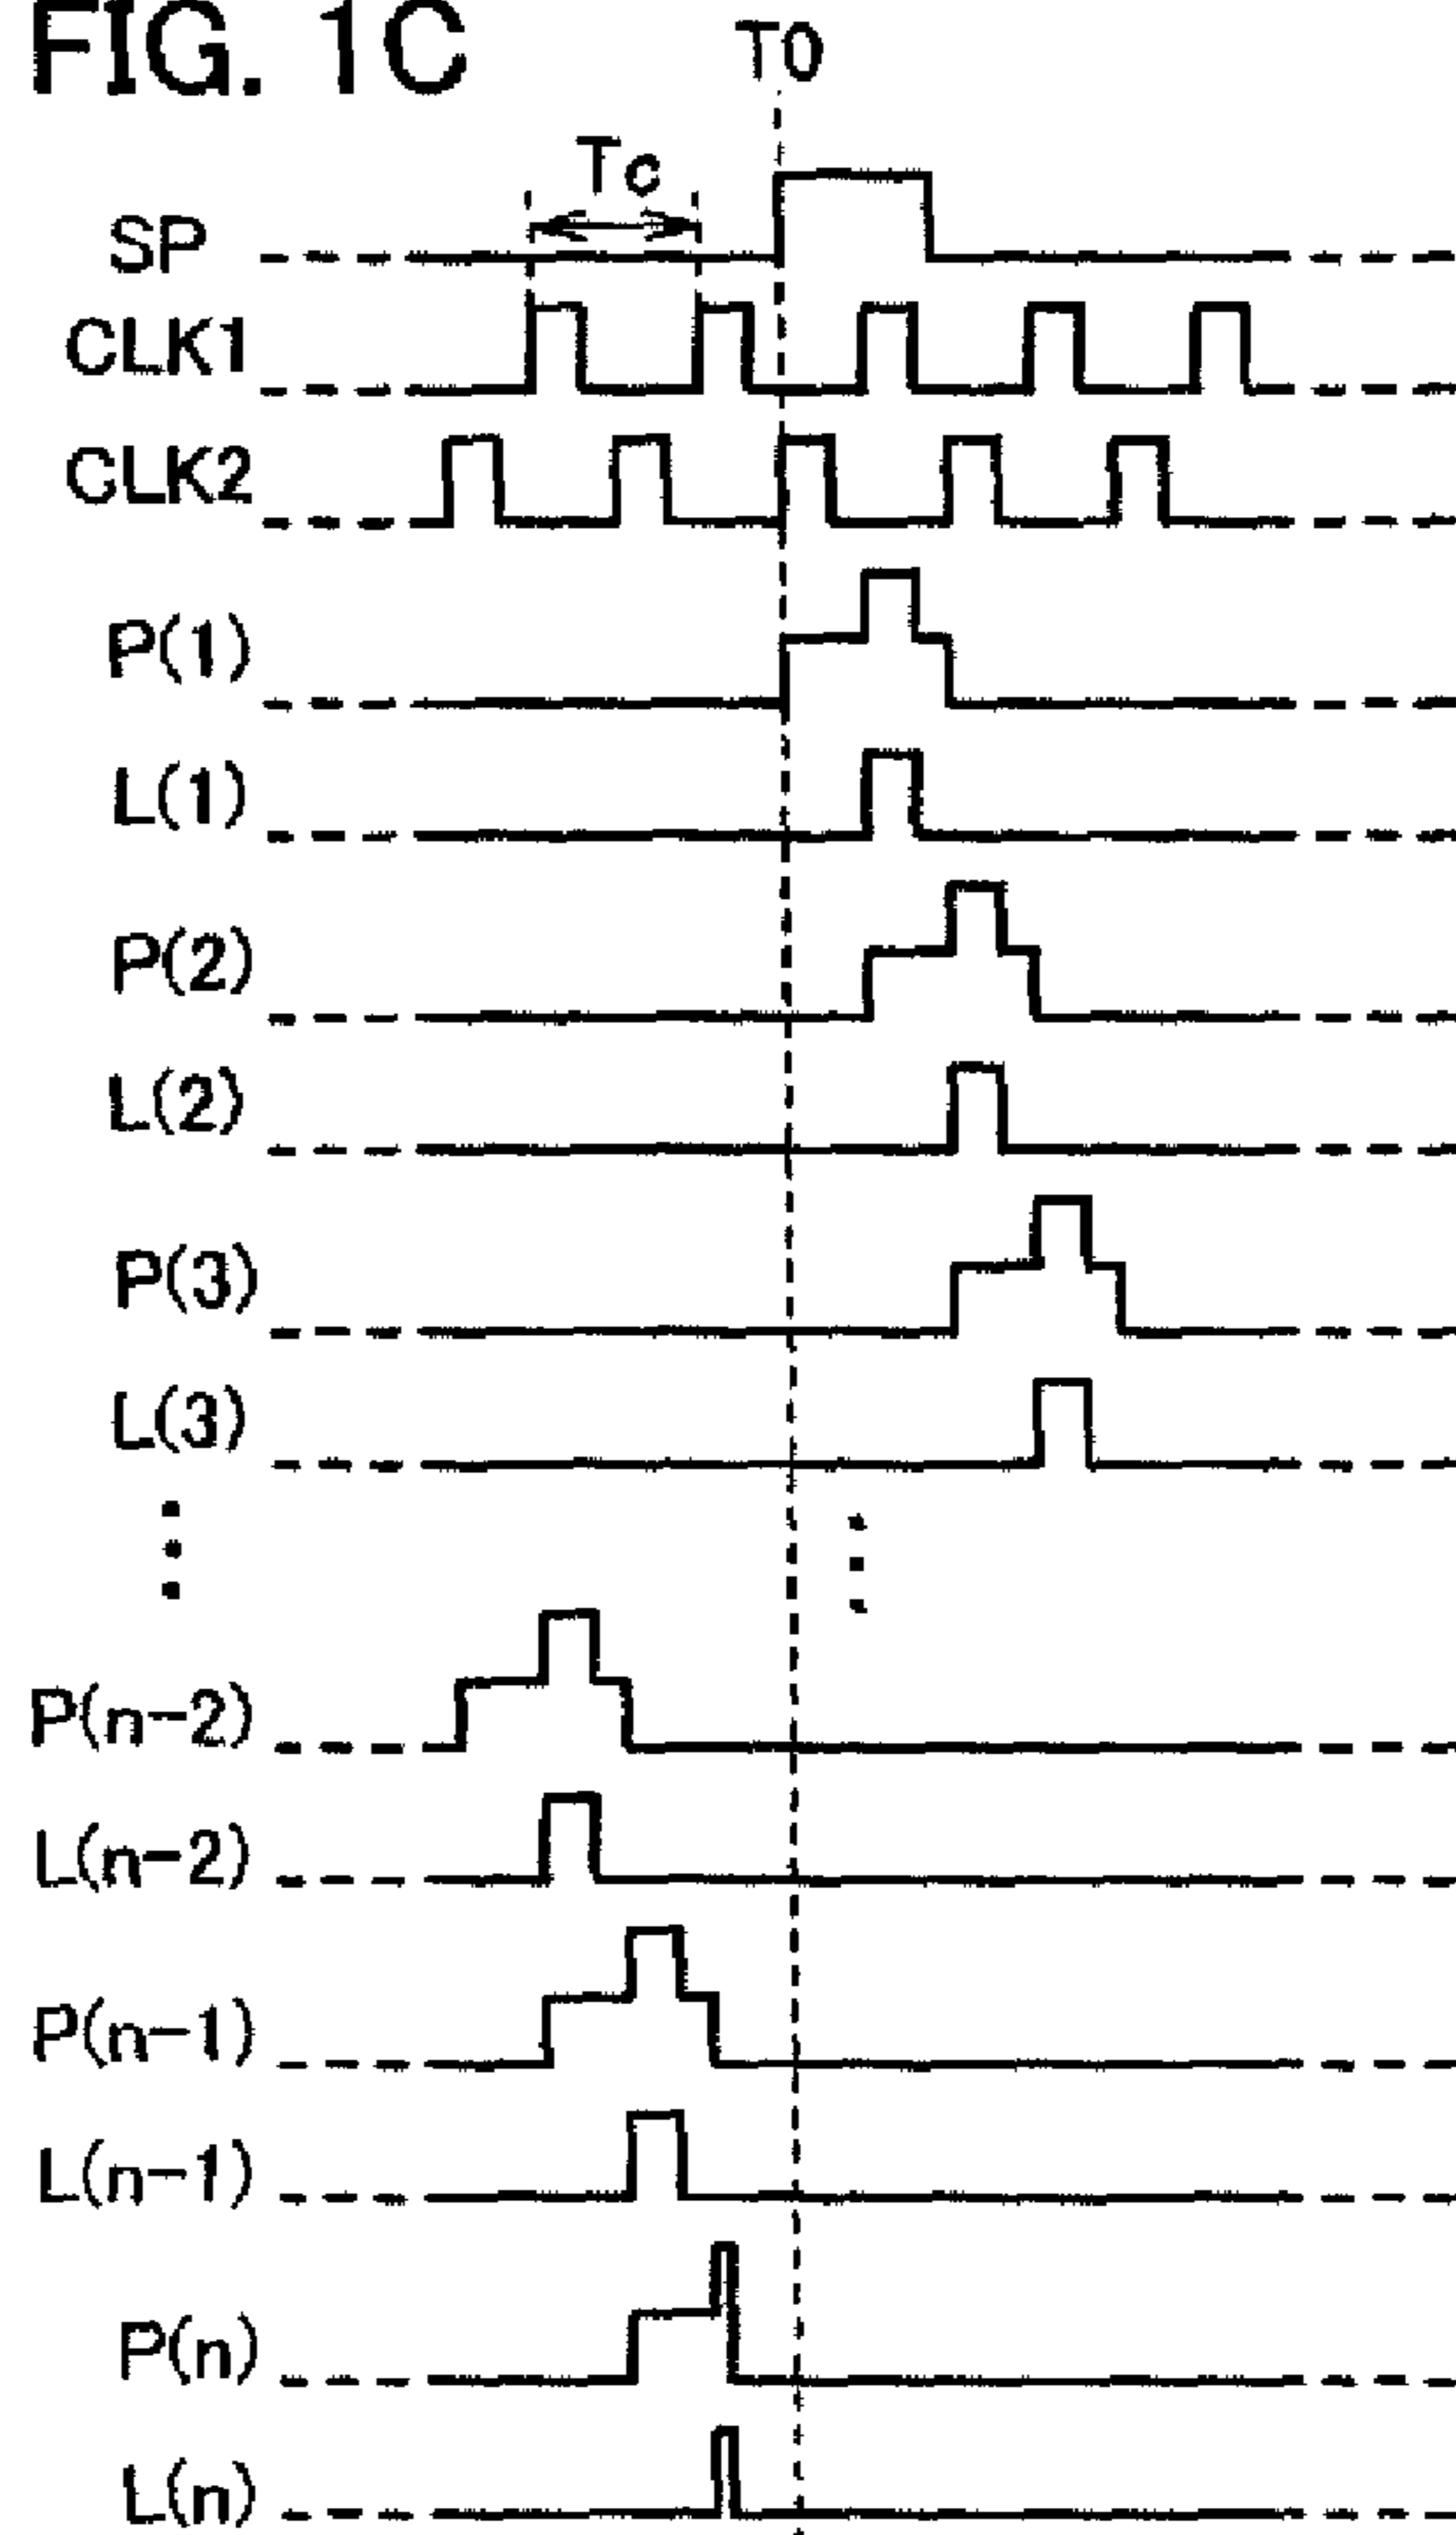 FIG. 1C
T0
Tc
SP
CLK1
CLK2
P(1)
L(1)
P(2)
L(2)
P(3)
L(3)
P(n-2)
L(n-2)
P(n-1)
L(n-1)
P(n)
L(n)